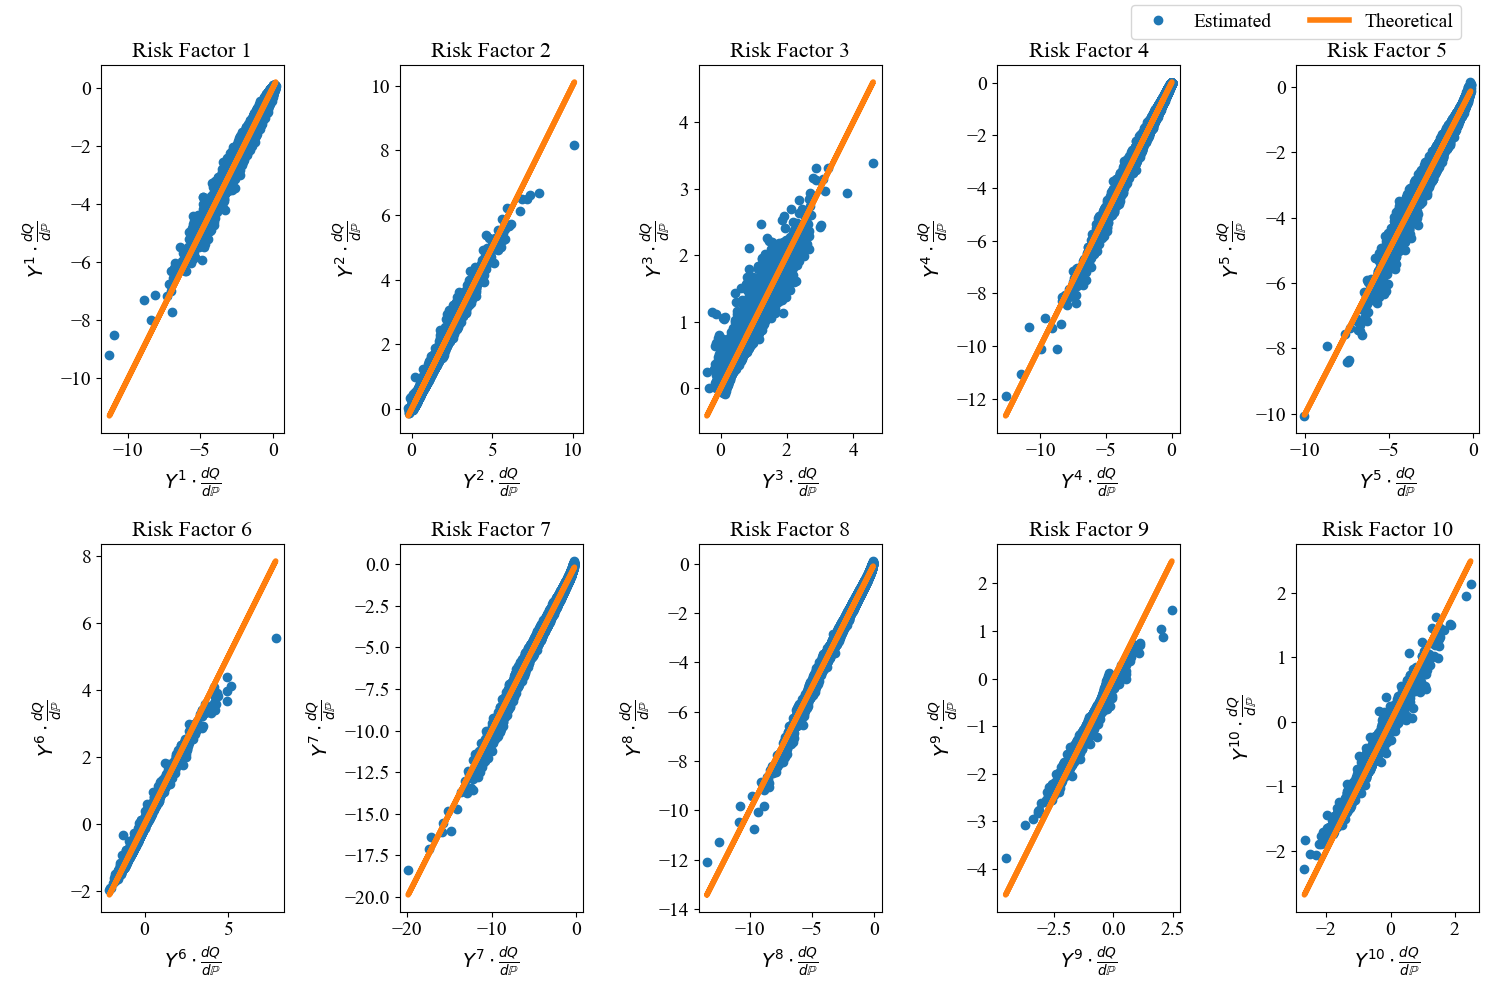 Estimated Theoretical
Risk Factor 1
0
−2
−4
−6
−8
−10
−10 −5 0
Y¹ · dQ/dℙ
Y¹ · dQ/dℙ
Risk Factor 2
10
8
6
4
2
0
0 5 10
Y² · dQ/dℙ
Y² · dQ/dℙ
Risk Factor 3
4
3
2
1
0
0 2 4
Y³ · dQ/dℙ
Y³ · dQ/dℙ
Risk Factor 4
0
−2
−4
−6
−8
−10
−12
−10 −5 0
Y⁴ · dQ/dℙ
Y⁴ · dQ/dℙ
Risk Factor 5
0
−2
−4
−6
−8
−10
−10 −5 0
Y⁵ · dQ/dℙ
Y⁵ · dQ/dℙ
Risk Factor 6
8
6
4
2
0
−2
0 5
Y⁶ · dQ/dℙ
Y⁶ · dQ/dℙ
Risk Factor 7
0.0
−2.5
−5.0
−7.5
−10.0
−12.5
−15.0
−17.5
−20.0
−20 −10 0
Y⁷ · dQ/dℙ
Y⁷ · dQ/dℙ
Risk Factor 8
0
−2
−4
−6
−8
−10
−12
−14
−10 −5 0
Y⁸ · dQ/dℙ
Y⁸ · dQ/dℙ
Risk Factor 9
2
1
0
−1
−2
−3
−4
−2.5 0.0 2.5
Y⁹ · dQ/dℙ
Y⁹ · dQ/dℙ
Risk Factor 10
2
1
0
−1
−2
−2 0 2
Y¹⁰ · dQ/dℙ
Y¹⁰ · dQ/dℙ